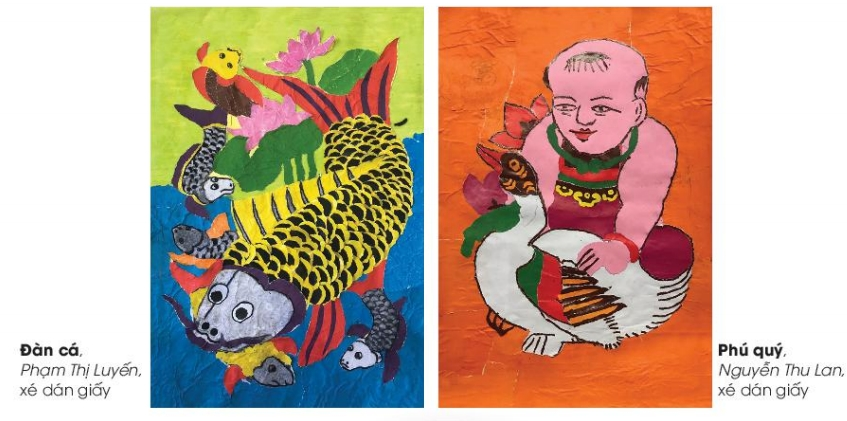 Đàn cá,
Phạm Thị Luyến,
xé dán giấy
Phú quý,
Nguyễn Thu Lan,
xé dán giấy